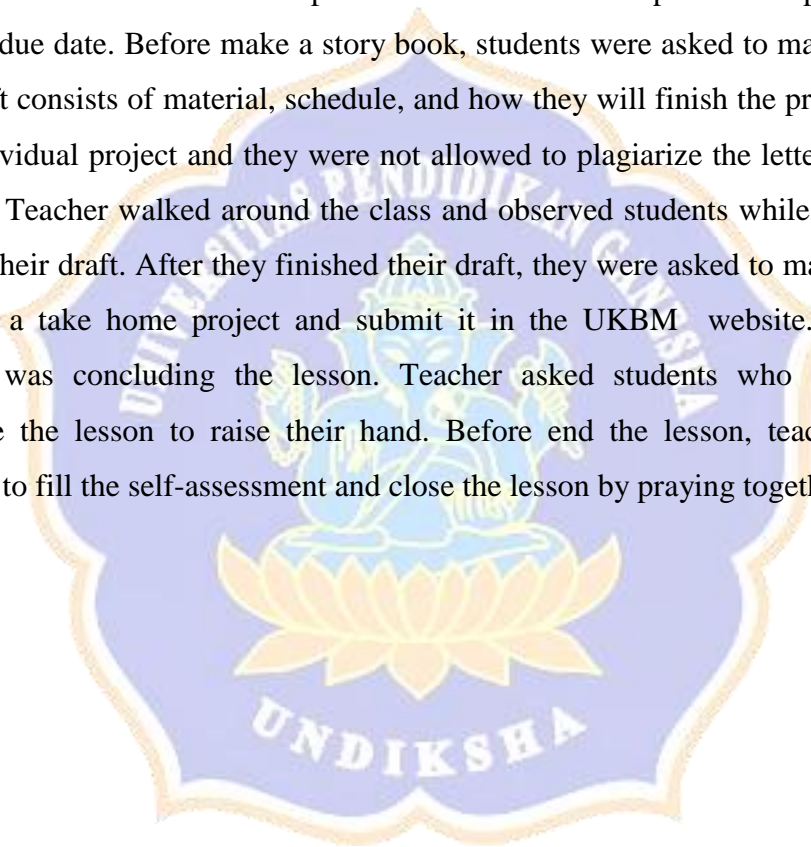 due date. Before make a story book, students were asked to ma
t consists of material, schedule, and how they will finish the pr
vidual project and they were not allowed to plagiarize the lette
Teacher walked around the class and observed students while
heir draft. After they finished their draft, they were asked to ma
a take home project and submit it in the UKBM website.
was concluding the lesson. Teacher asked students who
e the lesson to raise their hand. Before end the lesson, teac
to fill the self-assessment and close the lesson by praying togeth
UNIVERSITAS PENDIDIKAN GANESHA
UNDIKSHA